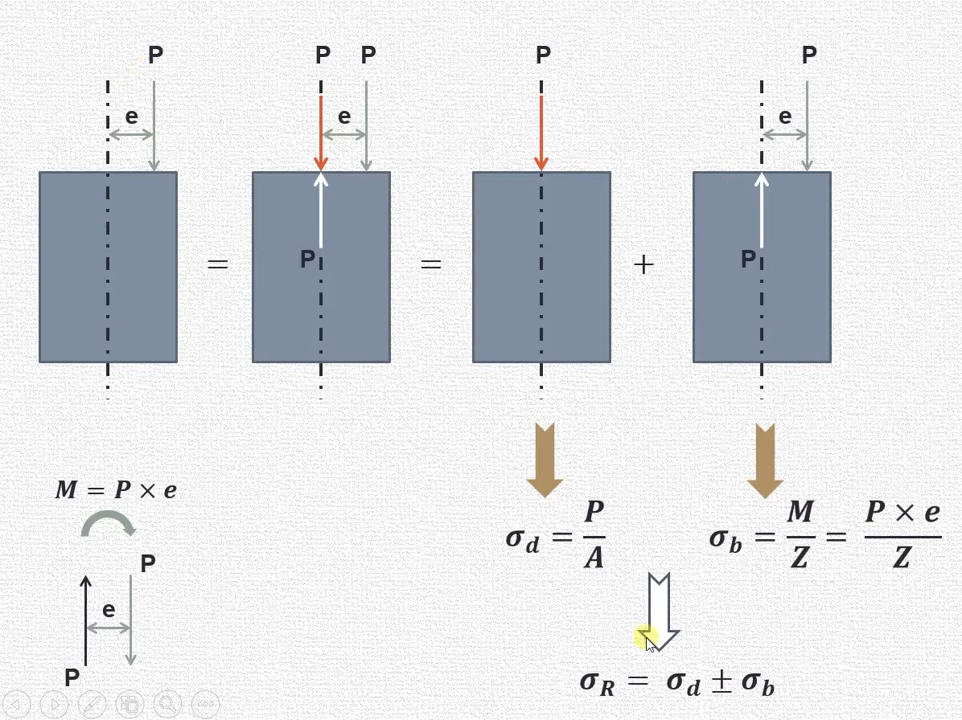 P P P P P
e e e
P P
= = +
M = P × e
σ_d = P/A
σ_b = M/Z = (P × e)/Z
P
e
P
σ_R = σ_d ± σ_b